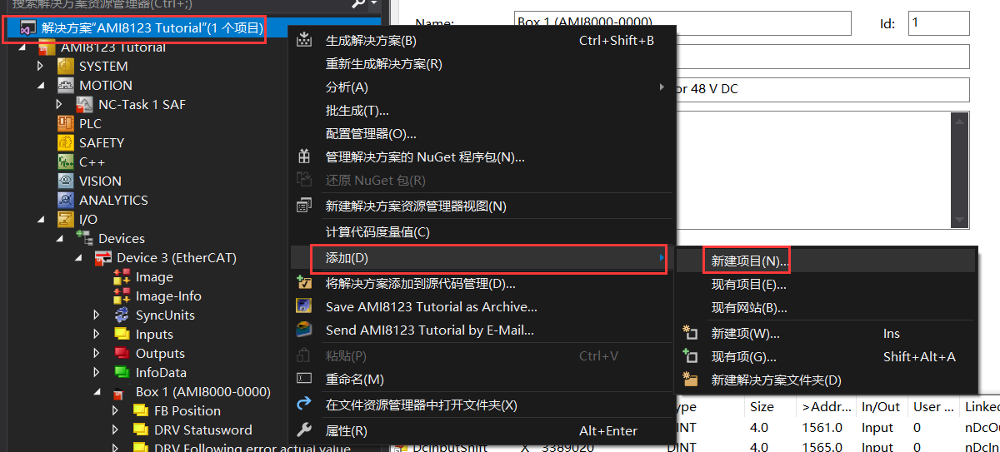 搜索解决方案资源管理器(Ctrl+;)
解决方案"AMI8123 Tutorial"(1 个项目)
AMI8123 Tutorial
SYSTEM
MOTION
NC-Task 1 SAF
PLC
SAFETY
C++
VISION
ANALYTICS
I/O
Devices
Device 3 (EtherCAT)
Image
Image-Info
SyncUnits
Inputs
Outputs
InfoData
Box 1 (AMI8000-0000)
FB Position
DRV Statusword
DRV Following error actual value
生成解决方案(B) Ctrl+Shift+B
重新生成解决方案(R)
分析(A)
批生成(T)...
配置管理器(O)...
管理解决方案的 NuGet 程序包(N)...
还原 NuGet 包(R)
新建解决方案资源管理器视图(N)
计算代码度量值(C)
添加(D)
将解决方案添加到源代码管理(D)...
Save AMI8123 Tutorial as Archive...
Send AMI8123 Tutorial by E-Mail...
粘贴(P) Ctrl+V
重命名(M)
在文件资源管理器中打开文件夹(X)
属性(R) Alt+Enter
新建项目(N)...
现有项目(E)...
现有网站(B)...
新建项(W)... Ins
现有项(G)... Shift+Alt+A
新建解决方案文件夹(D)
Name: Box 1 (AMI8000-0000) Id: 1
or 48 V DC
ype Size >Addr... In/Out User ... Linked
DINT 4.0 1561.0 Input 0 nDcOu
DcInputShift X 3389020 DINT 4.0 1565.0 Input 0 nDcIn